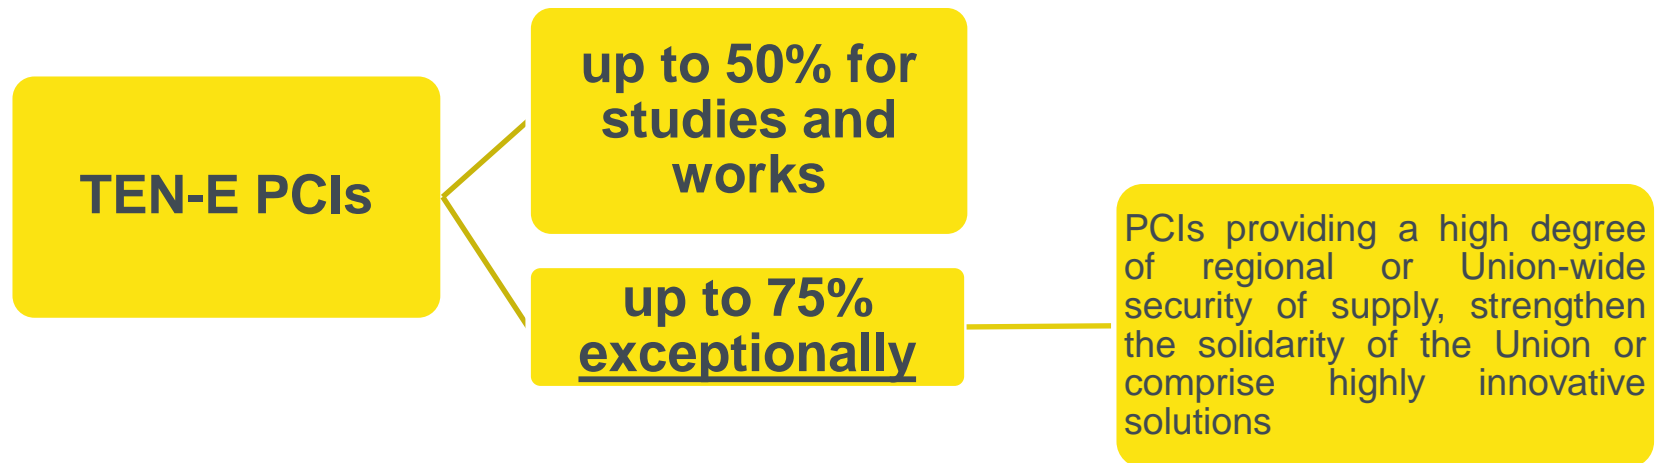 TEN-E PCIs
up to 50% for
studies and
works
up to 75%
exceptionally
PCIs providing a high degree
of regional or Union-wide
security of supply, strengthen
the solidarity of the Union or
comprise highly innovative
solutions